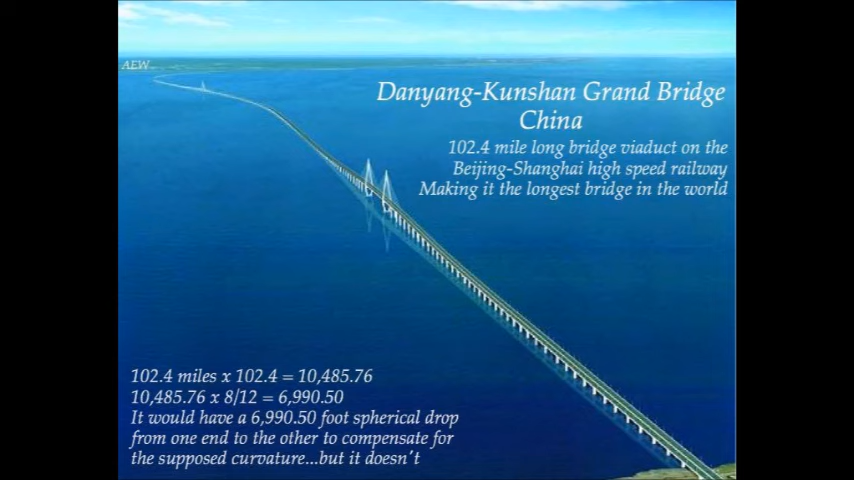 AEW
Danyang-Kunshan Grand Bridge
China
102.4 mile long bridge viaduct on the
Beijing-Shanghai high speed railway
Making it the longest bridge in the world
102.4 miles x 102.4 = 10,485.76
10,485.76 x 8/12 = 6,990.50
It would have a 6,990.50 foot spherical drop
from one end to the other to compensate for
the supposed curvature...but it doesn't